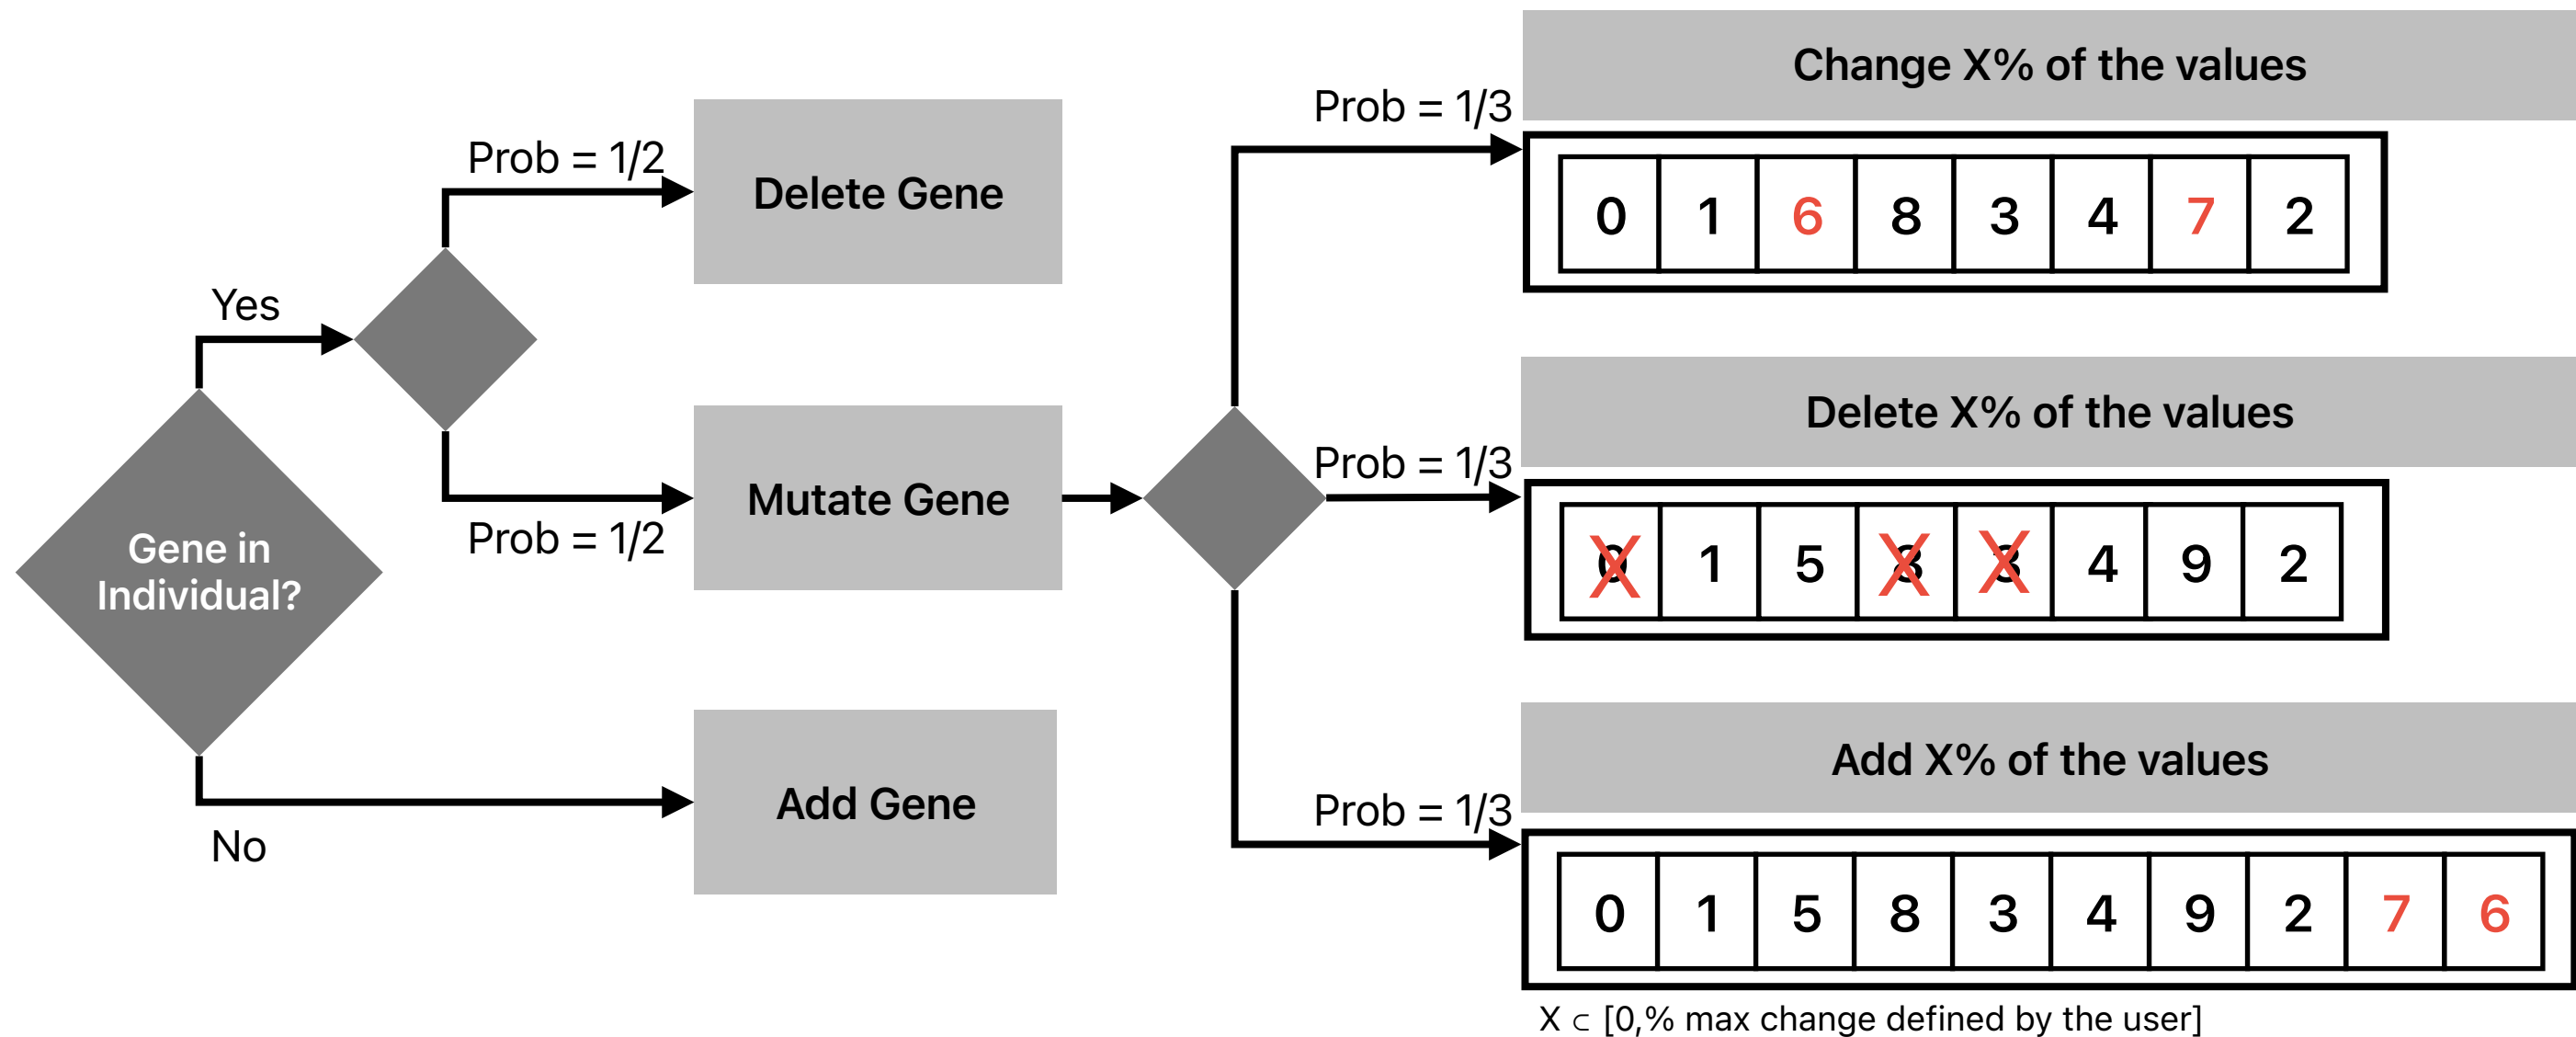 Change X% of the values
Prob = 1/3
0 1 6 8 3 4 7 2
Prob = 1/2
Delete Gene
Yes
Delete X% of the values
Prob = 1/3
Mutate Gene
Prob = 1/2
0 1 5 8 3 4 9 2
Gene in
Individual?
Add X% of the values
Prob = 1/3
Add Gene
No
0 1 5 8 3 4 9 2 7 6
X ⊂ [0,% max change defined by the user]